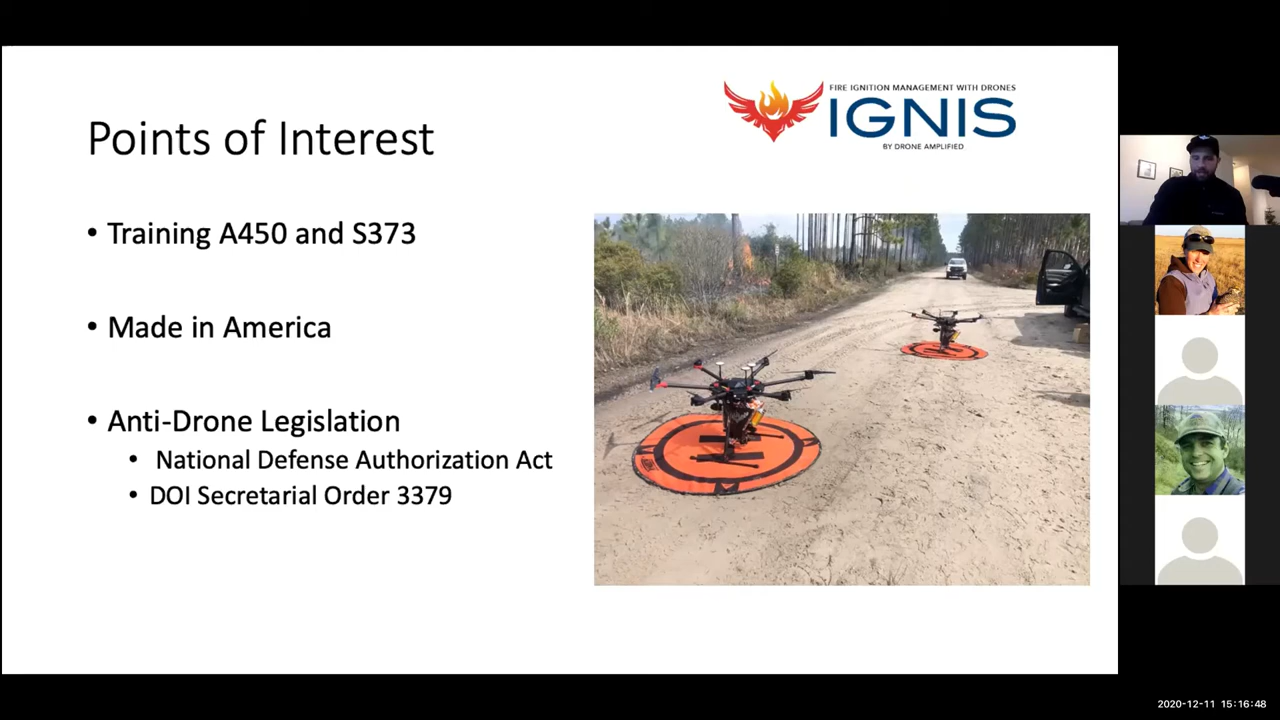 FIRE IGNITION MANAGEMENT WITH DRONES
IGNIS
BY DRONE AMPLIFIED
Points of Interest
• Training A450 and S373
• Made in America
• Anti-Drone Legislation
• National Defense Authorization Act
• DOI Secretarial Order 3379
H
2020-12-11 15:16:48